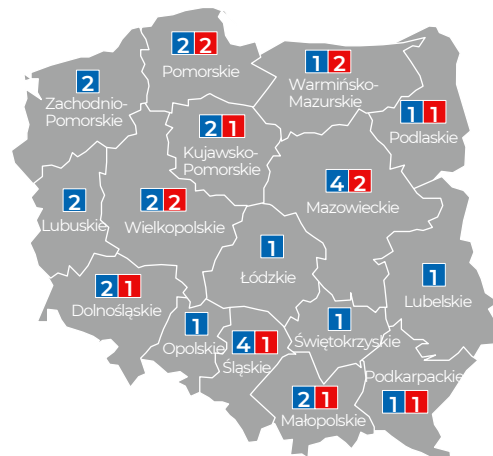 2 2
Pomorskie
1 2
Warmińsko-
Mazurskie
2
Zachodnio-
Pomorskie
2 1
Kujawsko-
Pomorskie
1 1
Podlaskie
2
Lubuskie
2 2
Wielkopolskie
4 2
Mazowieckie
1
Łódzkie
1
Lubelskie
2 1
Dolnośląskie
1
Opolskie
4 1
Śląskie
1
Świętokrzyskie
2 1
Małopolskie
Podkarpackie
1 1